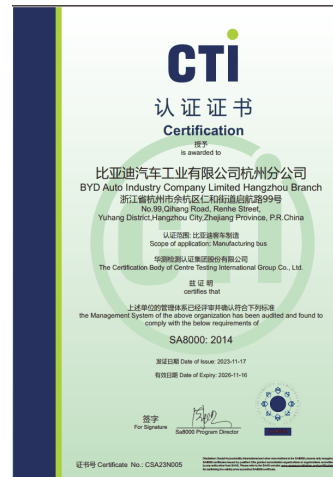 CTI
认证证书
Certification
授予
is awarded to
比亚迪汽车工业有限公司杭州分公司
BYD Auto Industry Company Limited Hangzhou Branch
浙江省杭州市余杭区仁和街道启航路99号
No.99,Qihang Road, Renhe Street,
Yuhang District,Hangzhou City,Zhejiang Province, P.R.China
认证范围: 比亚迪客车制造
Scope of application: Manufacturing bus
华测检测认证集团股份有限公司
The Certification Body of Centre Testing International Group Co., Ltd.
兹证明
certifies that
上述单位的管理体系已经评审并确认符合下列标准
the Management System of the above organization has been audited and found to
comply with the below requirements of
SA8000: 2014
发证日期 Date of Issue: 2023-11-17
有效日期 Date of Expiry: 2026-11-16
签字
For Signature
Sa8000 Program Director
证书号 Certificate No.: CSA23N005